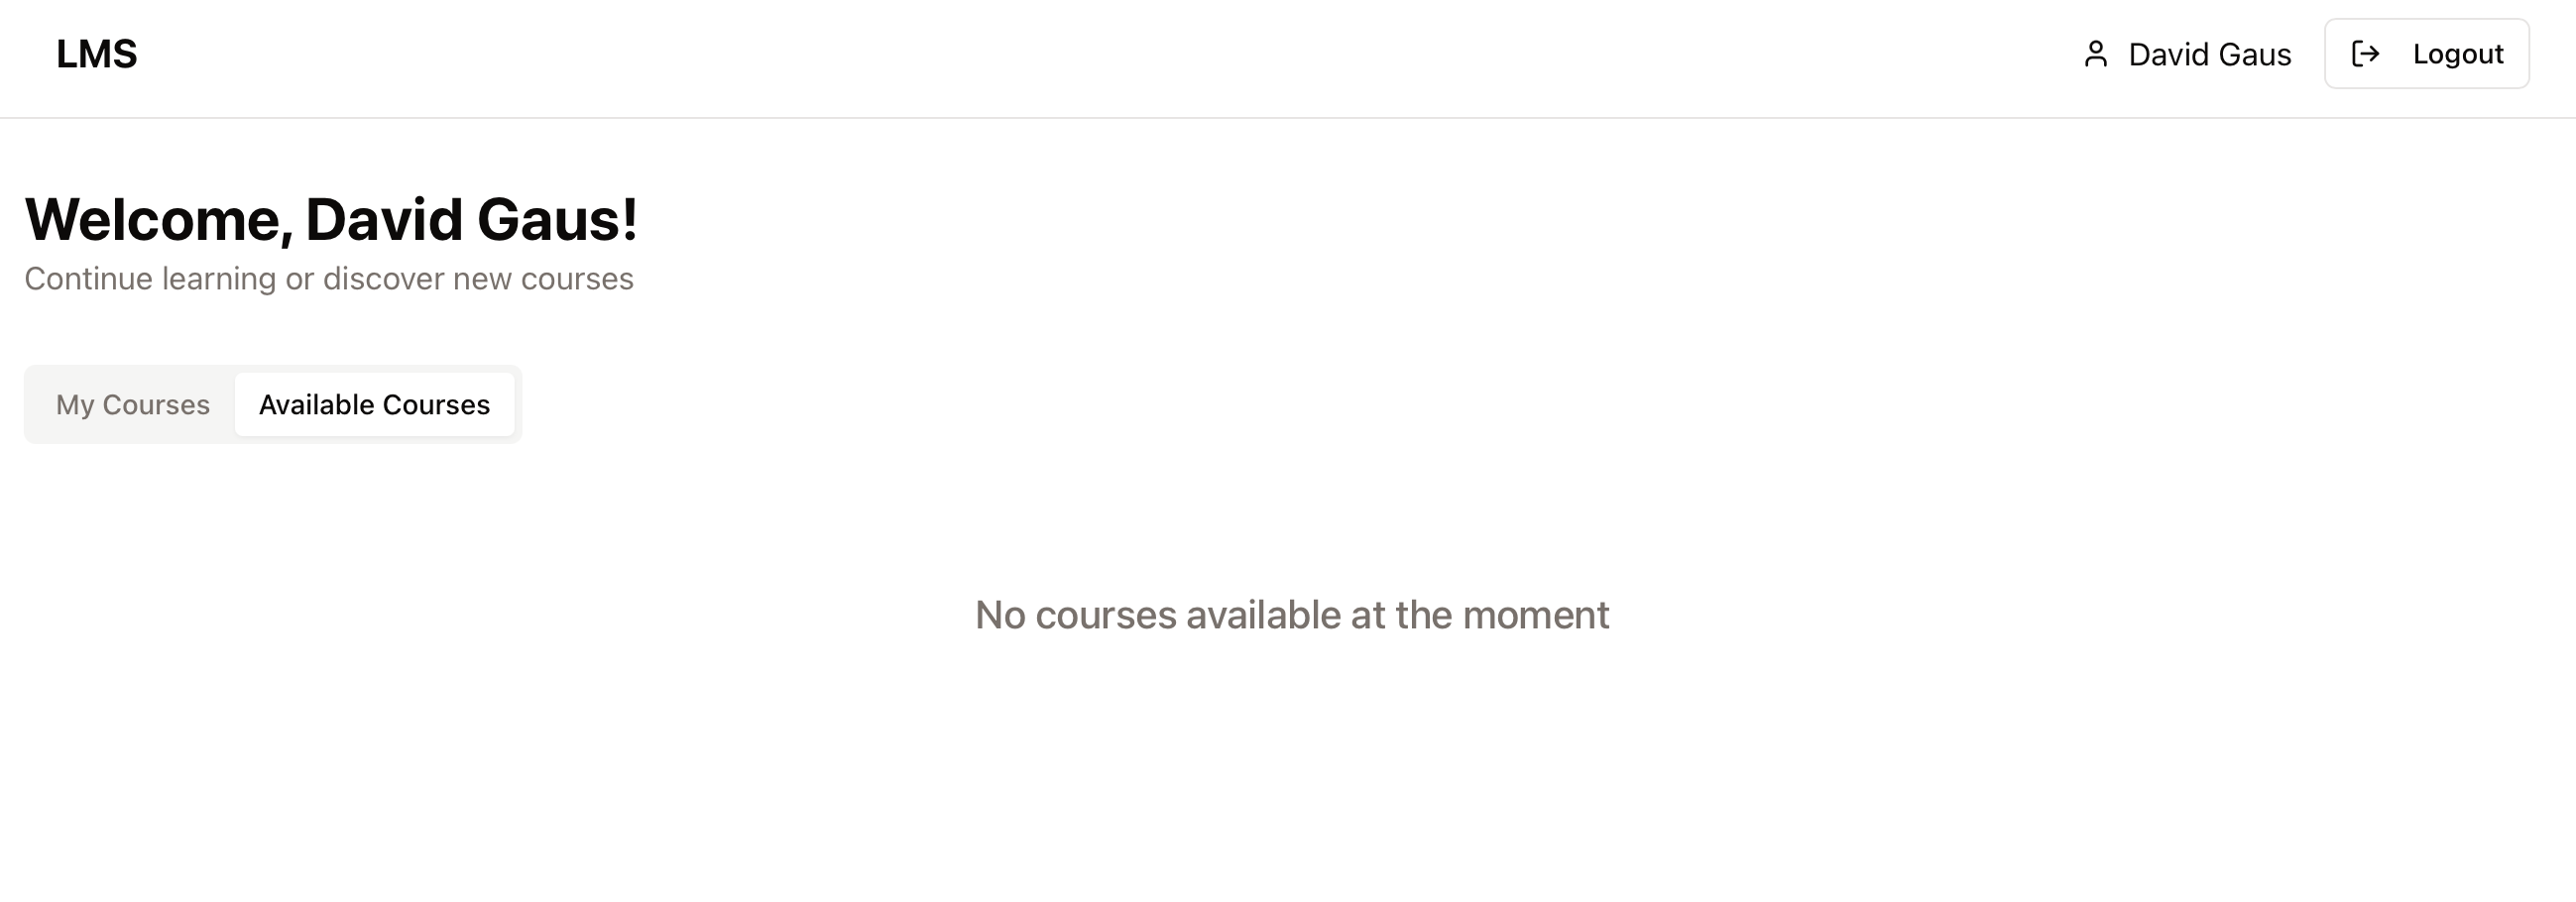 LMS
David Gaus
Logout
Welcome, David Gaus!
Continue learning or discover new courses
My Courses
Available Courses
No courses available at the moment